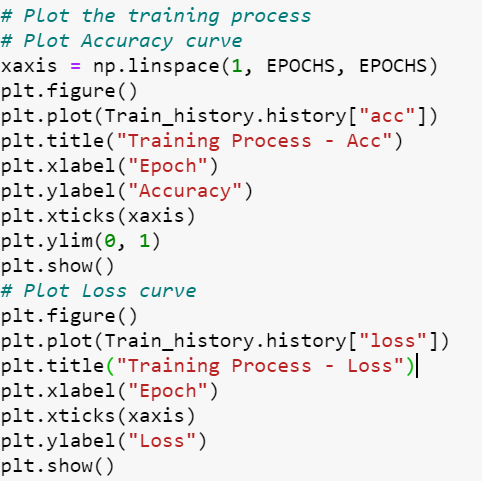 # Plot the training process
# Plot Accuracy curve
xaxis = np.linspace(1, EPOCHS, EPOCHS)
plt.figure()
plt.plot(Train_history.history["acc"])
plt.title("Training Process - Acc")
plt.xlabel("Epoch")
plt.ylabel("Accuracy")
plt.xticks(xaxis)
plt.ylim(0, 1)
plt.show()
# Plot Loss curve
plt.figure()
plt.plot(Train_history.history["loss"])
plt.title("Training Process - Loss")
plt.xlabel("Epoch")
plt.xticks(xaxis)
plt.ylabel("Loss")
plt.show()